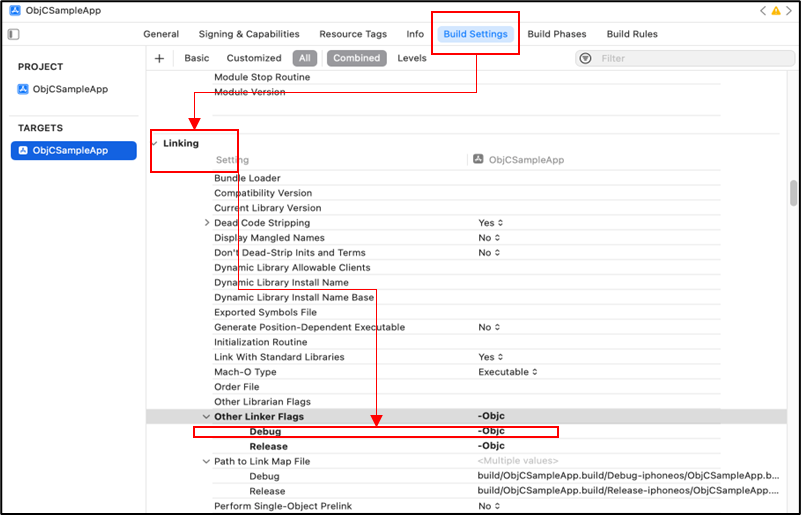 ObjCSampleApp
General Signing & Capabilities Resource Tags Info Build Settings Build Phases Build Rules
Basic Customized All Combined Levels Filter
PROJECT
ObjCSampleApp
TARGETS
ObjCSampleApp
Module Stop Routine
Module Version
Linking
Setting ObjCSampleApp
Bundle Loader
Compatibility Version
Current Library Version
Dead Code Stripping Yes
Display Mangled Names No
Don't Dead-Strip Inits and Terms No
Dynamic Library Allowable Clients
Dynamic Library Install Name
Dynamic Library Install Name Base
Exported Symbols File
Generate Position-Dependent Executable No
Initialization Routine
Link With Standard Libraries Yes
Mach-O Type Executable
Order File
Other Librarian Flags
Other Linker Flags -Objc
Debug -Objc
Release -Objc
Path to Link Map File <Multiple values>
Debug build/ObjCSampleApp.build/Debug-iphoneos/ObjCSampleApp.b...
Release build/ObjCSampleApp.build/Release-iphoneos/ObjCSampleApp....
Perform Single-Object Prelink No